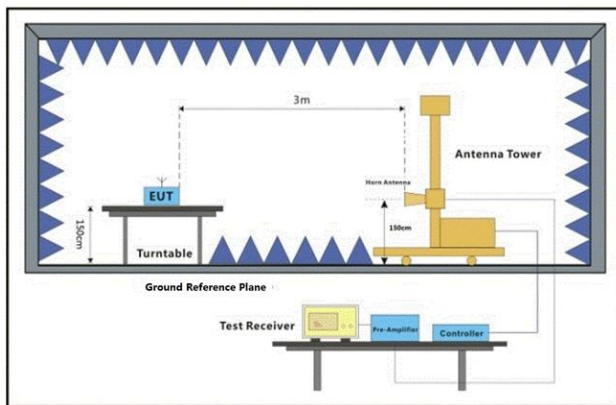 3m
Antenna Tower
Horn Antenna
EUT
150cm
150cm
Turntable
Ground Reference Plane
Test Receiver
Pre-Amplifier
Controller